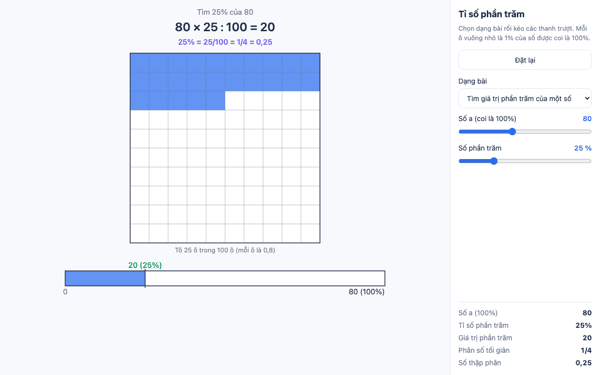 Tìm 25% của 80
80 × 25 : 100 = 20
25% = 25/100 = 1/4 = 0,25
Tô 25 ô trong 100 ô (mỗi ô là 0,8)
20 (25%)
0
80 (100%)
Tỉ số phần trăm
Chọn dạng bài rồi kéo các thanh trượt. Mỗi
ô vuông nhỏ là 1% của số được coi là 100%.
Đặt lại
Dạng bài
Tìm giá trị phần trăm của một số
Số a (coi là 100%) 80
Số phần trăm 25 %
Số a (100%) 80
Tỉ số phần trăm 25%
Giá trị phần trăm 20
Phân số tối giản 1/4
Số thập phân 0,25